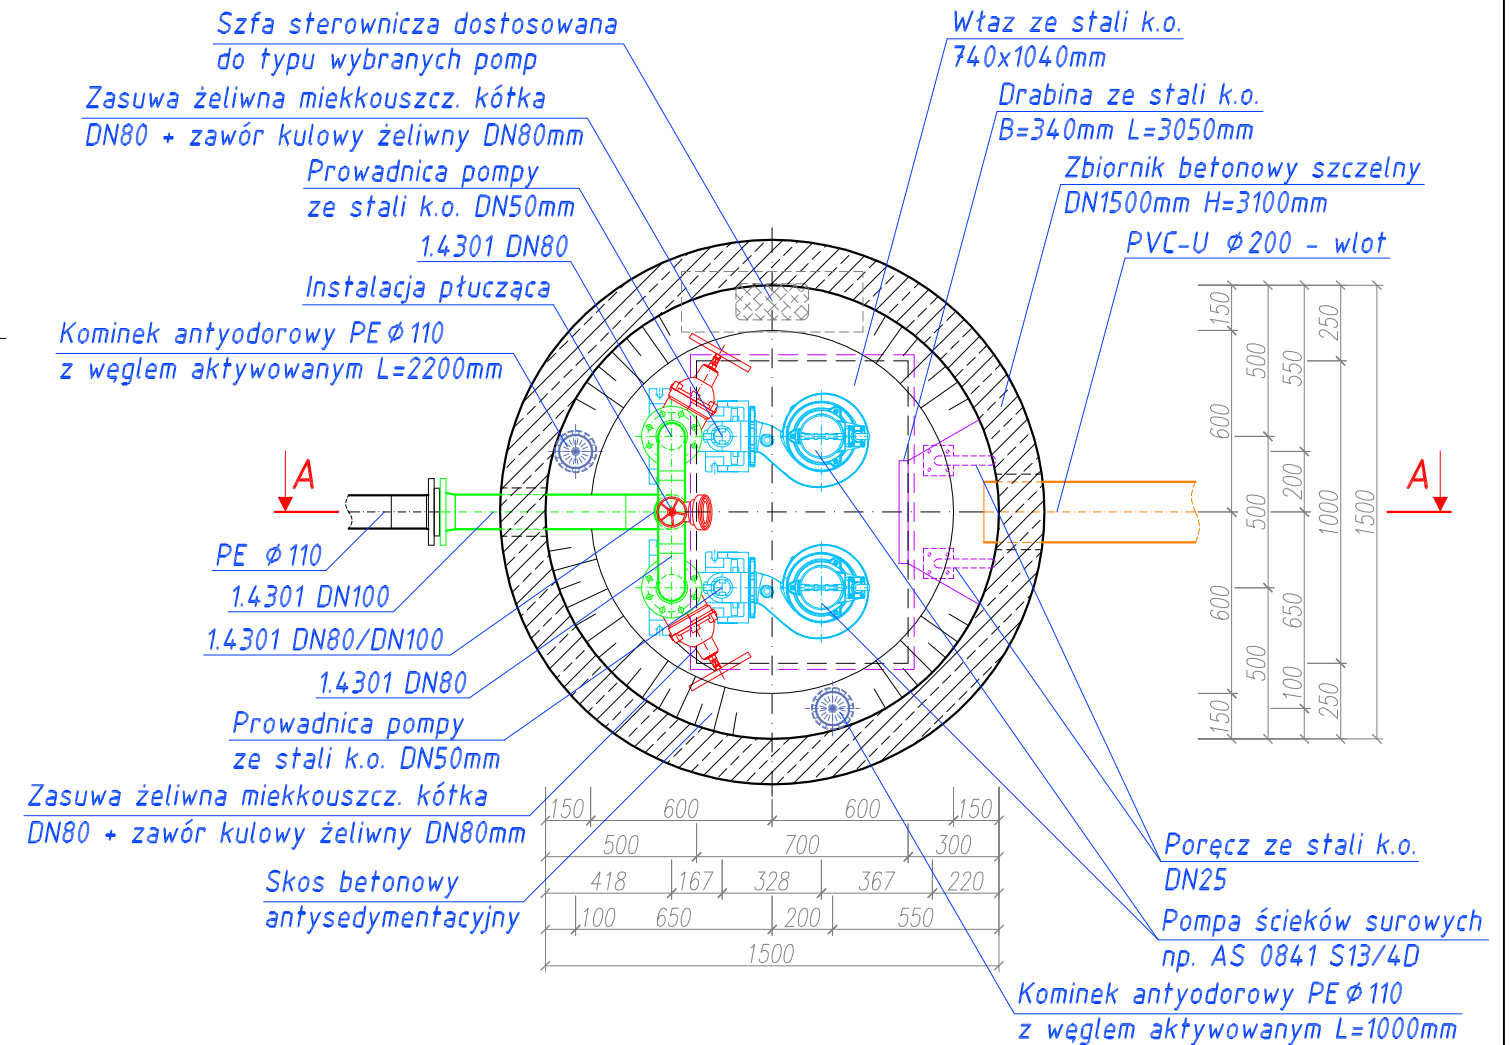 Szfa sterownicza dostosowana
do typu wybranych pomp
Zasuwa żeliwna miekkouszcz. kółka
DN80 + zawór kulowy żeliwny DN80mm
Prowadnica pompy
ze stali k.o. DN50mm
1.4301 DN80
Instalacja płucząca
Kominek antyodorowy PE ϕ 110
z węglem aktywowanym L=2200mm
Właz ze stali k.o.
740x1040mm
Drabina ze stali k.o.
B=340mm L=3050mm
Zbiornik betonowy szczelny
DN1500mm H=3100mm
PVC-U ϕ200 - wlot
A
A
PE ϕ 110
1.4301 DN100
1.4301 DN80/DN100
1.4301 DN80
Prowadnica pompy
ze stali k.o. DN50mm
Zasuwa żeliwna miekkouszcz. kółka
DN80 + zawór kulowy żeliwny DN80mm
Skos betonowy
antysedymentacyjny
150 600 600 150
500 700 300
418 167 328 367 220
100 650 200 550
1500
150 600 600 150
500 500 500
550 200 650 100
250 1000 250
1500
Poręcz ze stali k.o.
DN25
Pompa ścieków surowych
np. AS 0841 S13/4D
Kominek antyodorowy PE ϕ 110
z węglem aktywowanym L=1000mm